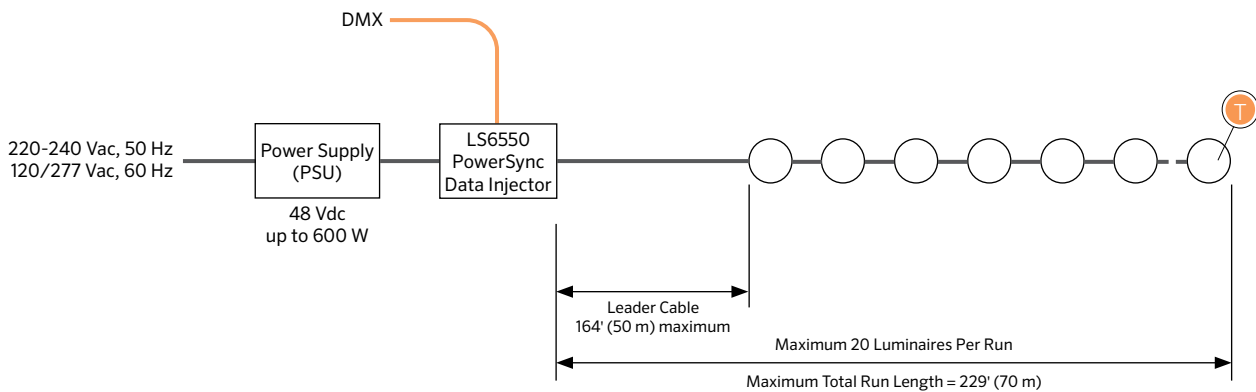 DMX
T
220-240 Vac, 50 Hz
120/277 Vac, 60 Hz
Power Supply
(PSU)
LS6550
PowerSync
Data Injector
48 Vdc
up to 600 W
Leader Cable
164' (50 m) maximum
Maximum 20 Luminaires Per Run
Maximum Total Run Length = 229' (70 m)